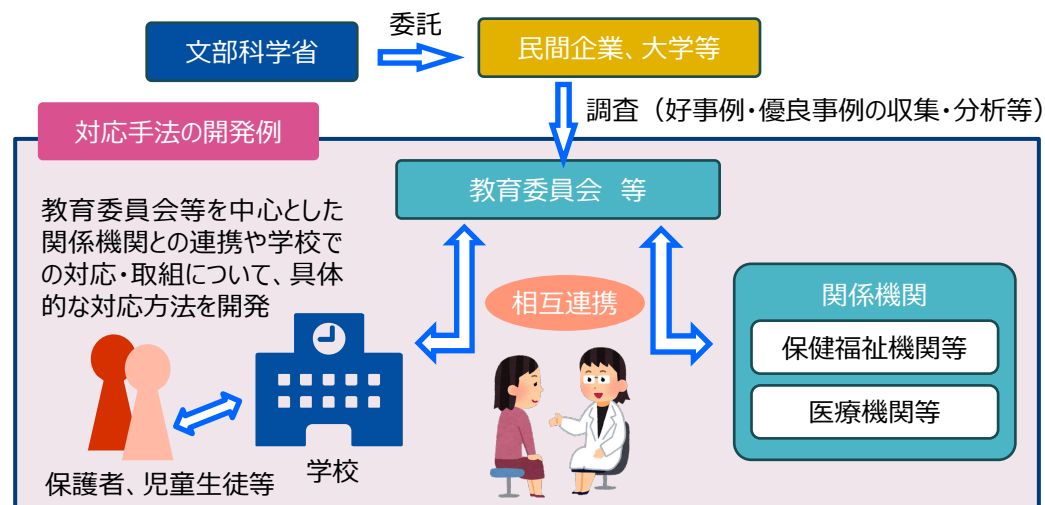 文部科学省
委託
民間企業、大学等
調査（好事例・優良事例の収集・分析等）
対応手法の開発例
教育委員会　等
教育委員会等を中心とした
関係機関との連携や学校で
の対応・取組について、具体
的な対応方法を開発
相互連携
関係機関
保健福祉機関等
医療機関等
学校
保護者、児童生徒等